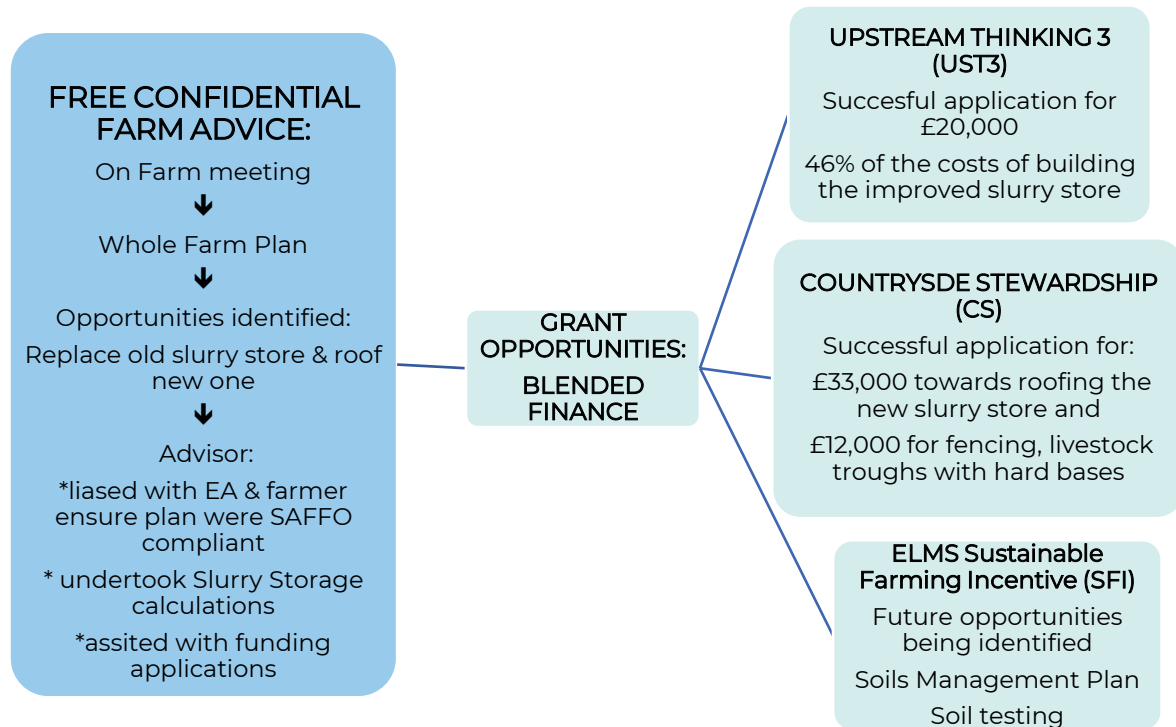 FREE CONFIDENTIAL
FARM ADVICE:
On Farm meeting
Whole Farm Plan
Opportunities identified:
Replace old slurry store & roof
new one
Advisor:
*liased with EA & farmer
ensure plan were SAFFO
compliant
* undertook Slurry Storage
calculations
*assited with funding
applications
GRANT
OPPORTUNITIES:
BLENDED
FINANCE
UPSTREAM THINKING 3
(UST3)
Succesful application for
£20,000
46% of the costs of building
the improved slurry store
COUNTRYSDE STEWARDSHIP
(CS)
Successful application for:
£33,000 towards roofing the
new slurry store and
£12,000 for fencing, livestock
troughs with hard bases
ELMS Sustainable
Farming Incentive (SFI)
Future opportunities
being identified
Soils Management Plan
Soil testing